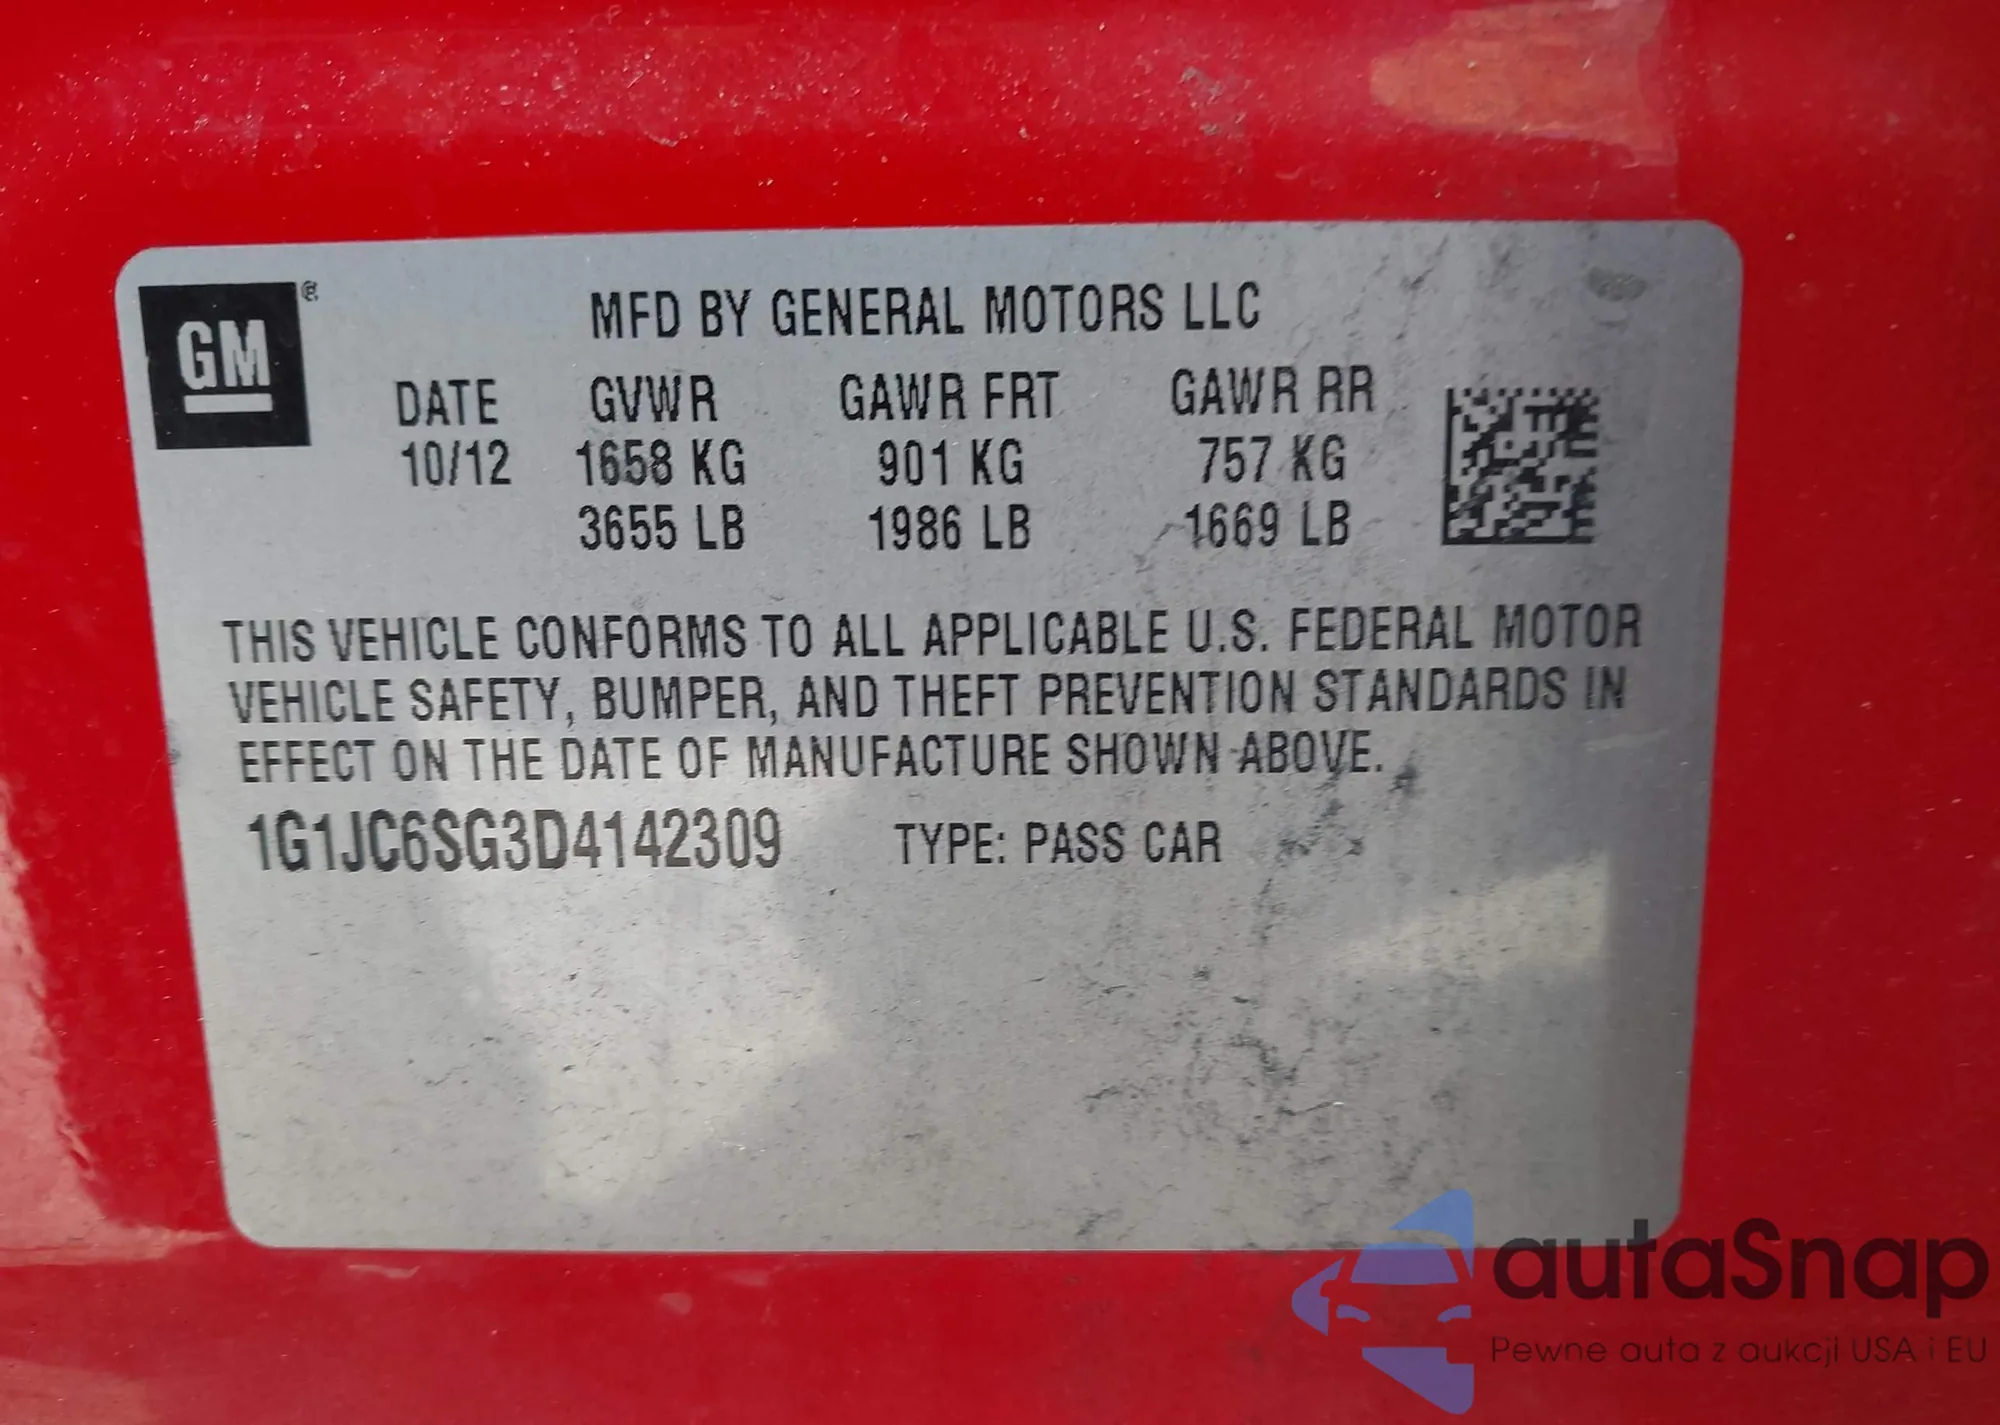 GM ®
MFD BY GENERAL MOTORS LLC
DATE GVWR GAWR FRT GAWR RR
10/12 1658 KG 901 KG 757 KG
3655 LB 1986 LB 1669 LB
THIS VEHICLE CONFORMS TO ALL APPLICABLE U.S. FEDERAL MOTOR
VEHICLE SAFETY, BUMPER, AND THEFT PREVENTION STANDARDS IN
EFFECT ON THE DATE OF MANUFACTURE SHOWN ABOVE.
1G1JC6SG3D4142309 TYPE: PASS CAR
autaSnap
Pewne auta z aukcji USA i EU